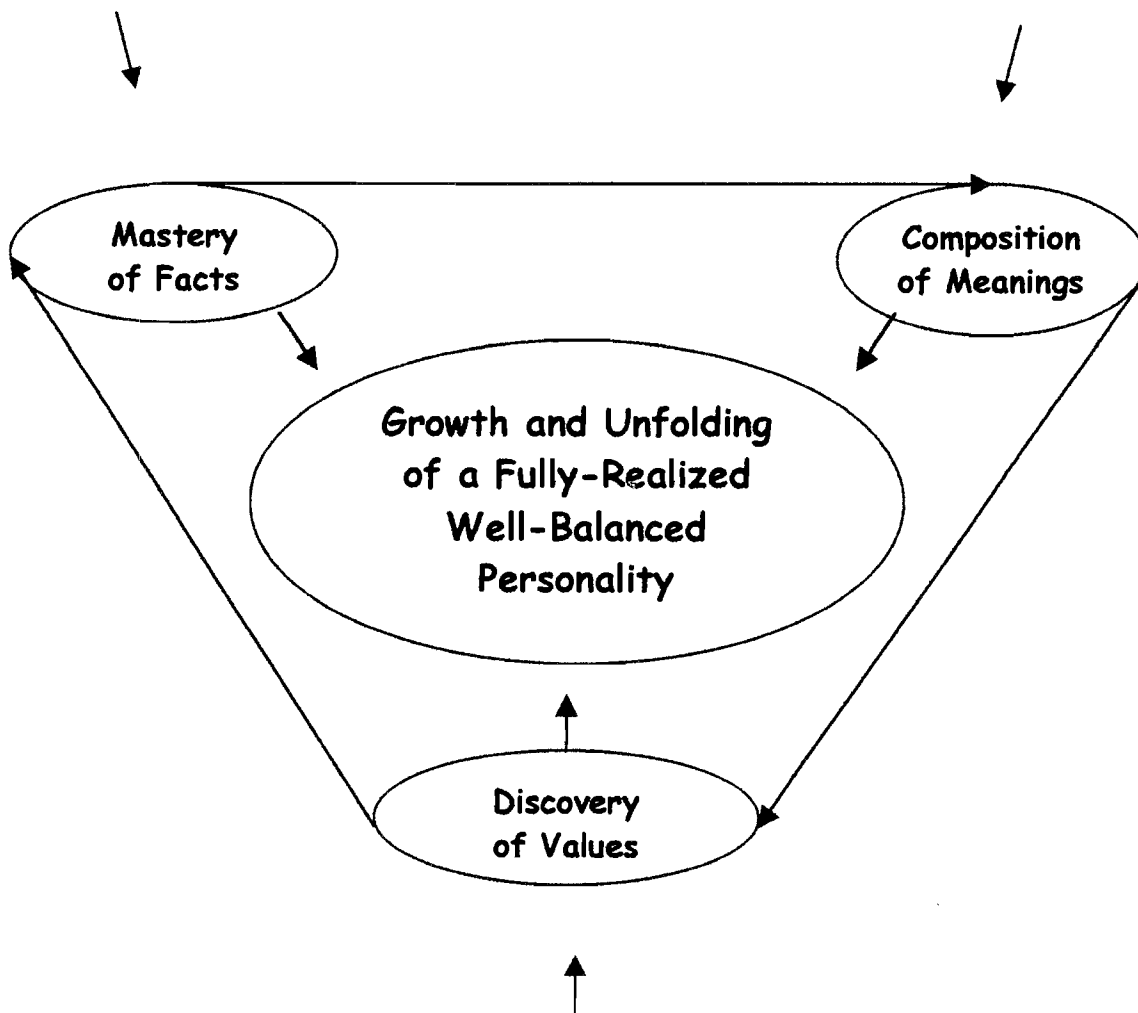 Mastery
of Facts
Composition
of Meanings
Growth and Unfolding
of a Fully-Realized
Well-Balanced
Personality
Discovery
of Values